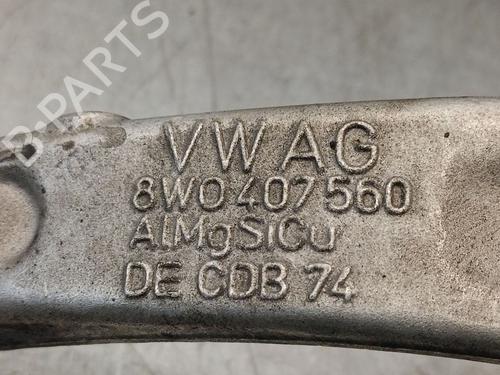 B-PARTS
VW AG
8W0 407 560
AlMgSiCu
DE CDB 74